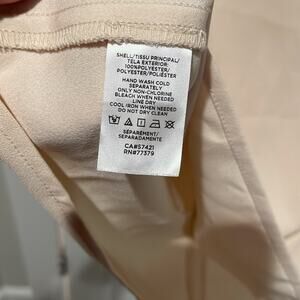 SHELL/TISSU PRINCIPAL/
TELA EXTERIOR:
100%POLYESTER/
POLYESTER/POLIÉSTER
HAND WASH COLD
SEPARATELY
ONLY NON-CHLORINE
BLEACH WHEN NEEDED
LINE DRY
COOL IRON WHEN NEEDED
DO NOT DRY CLEAN
SÉPARÉMENT/
SEPARADAMENTE
CA#57421
RN#77379